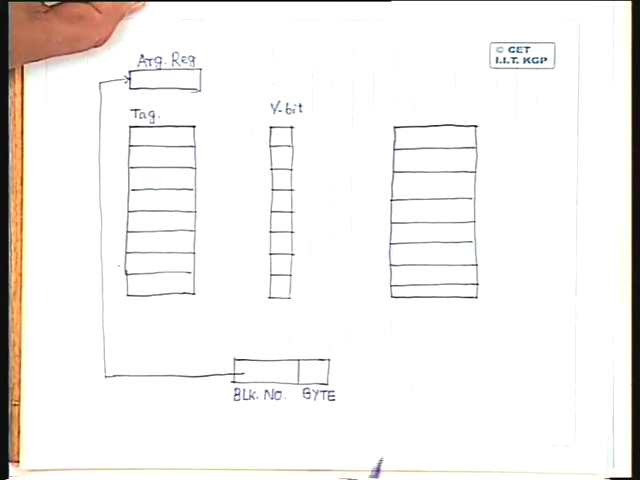 © CET
I.I.T. KGP
Arg. Reg
Tag.
V-bit
BLK. NO. BYTE